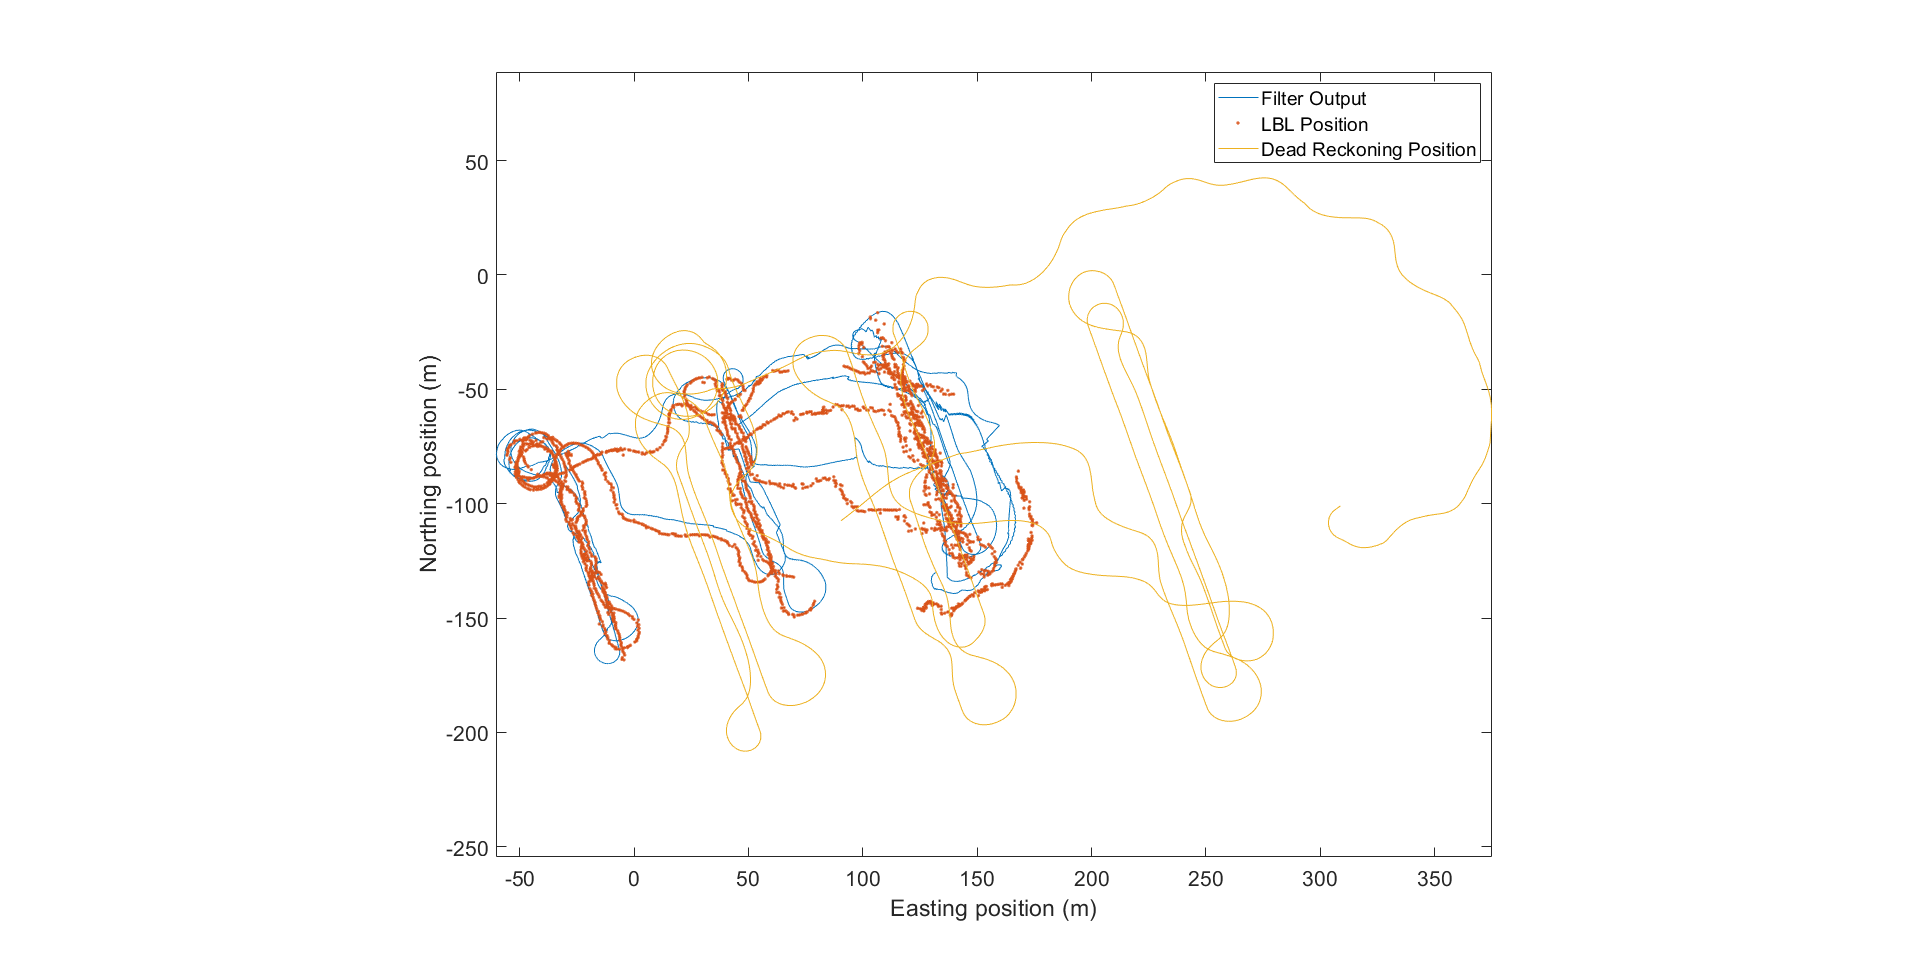 Filter Output
LBL Position
Dead Reckoning Position
50
0
-50
-100
-150
-200
-250
Northing position (m)
-50 0 50 100 150 200 250 300 350
Easting position (m)